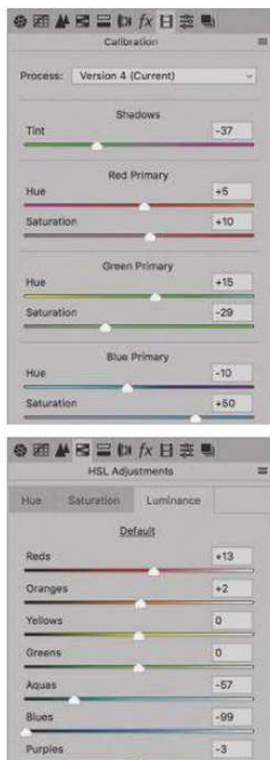 fx
Calibration
Process: Version 4 (Current)
Shadows
Tint -37
Red Primary
Hue +5
Saturation +10
Green Primary
Hue +15
Saturation -29
Blue Primary
Hue -10
Saturation +50
fx
HSL Adjustments
Hue Saturation Luminance
Default
Reds +13
Oranges +2
Yellows 0
Greens 0
Aquas -57
Blues -99
Purples -3